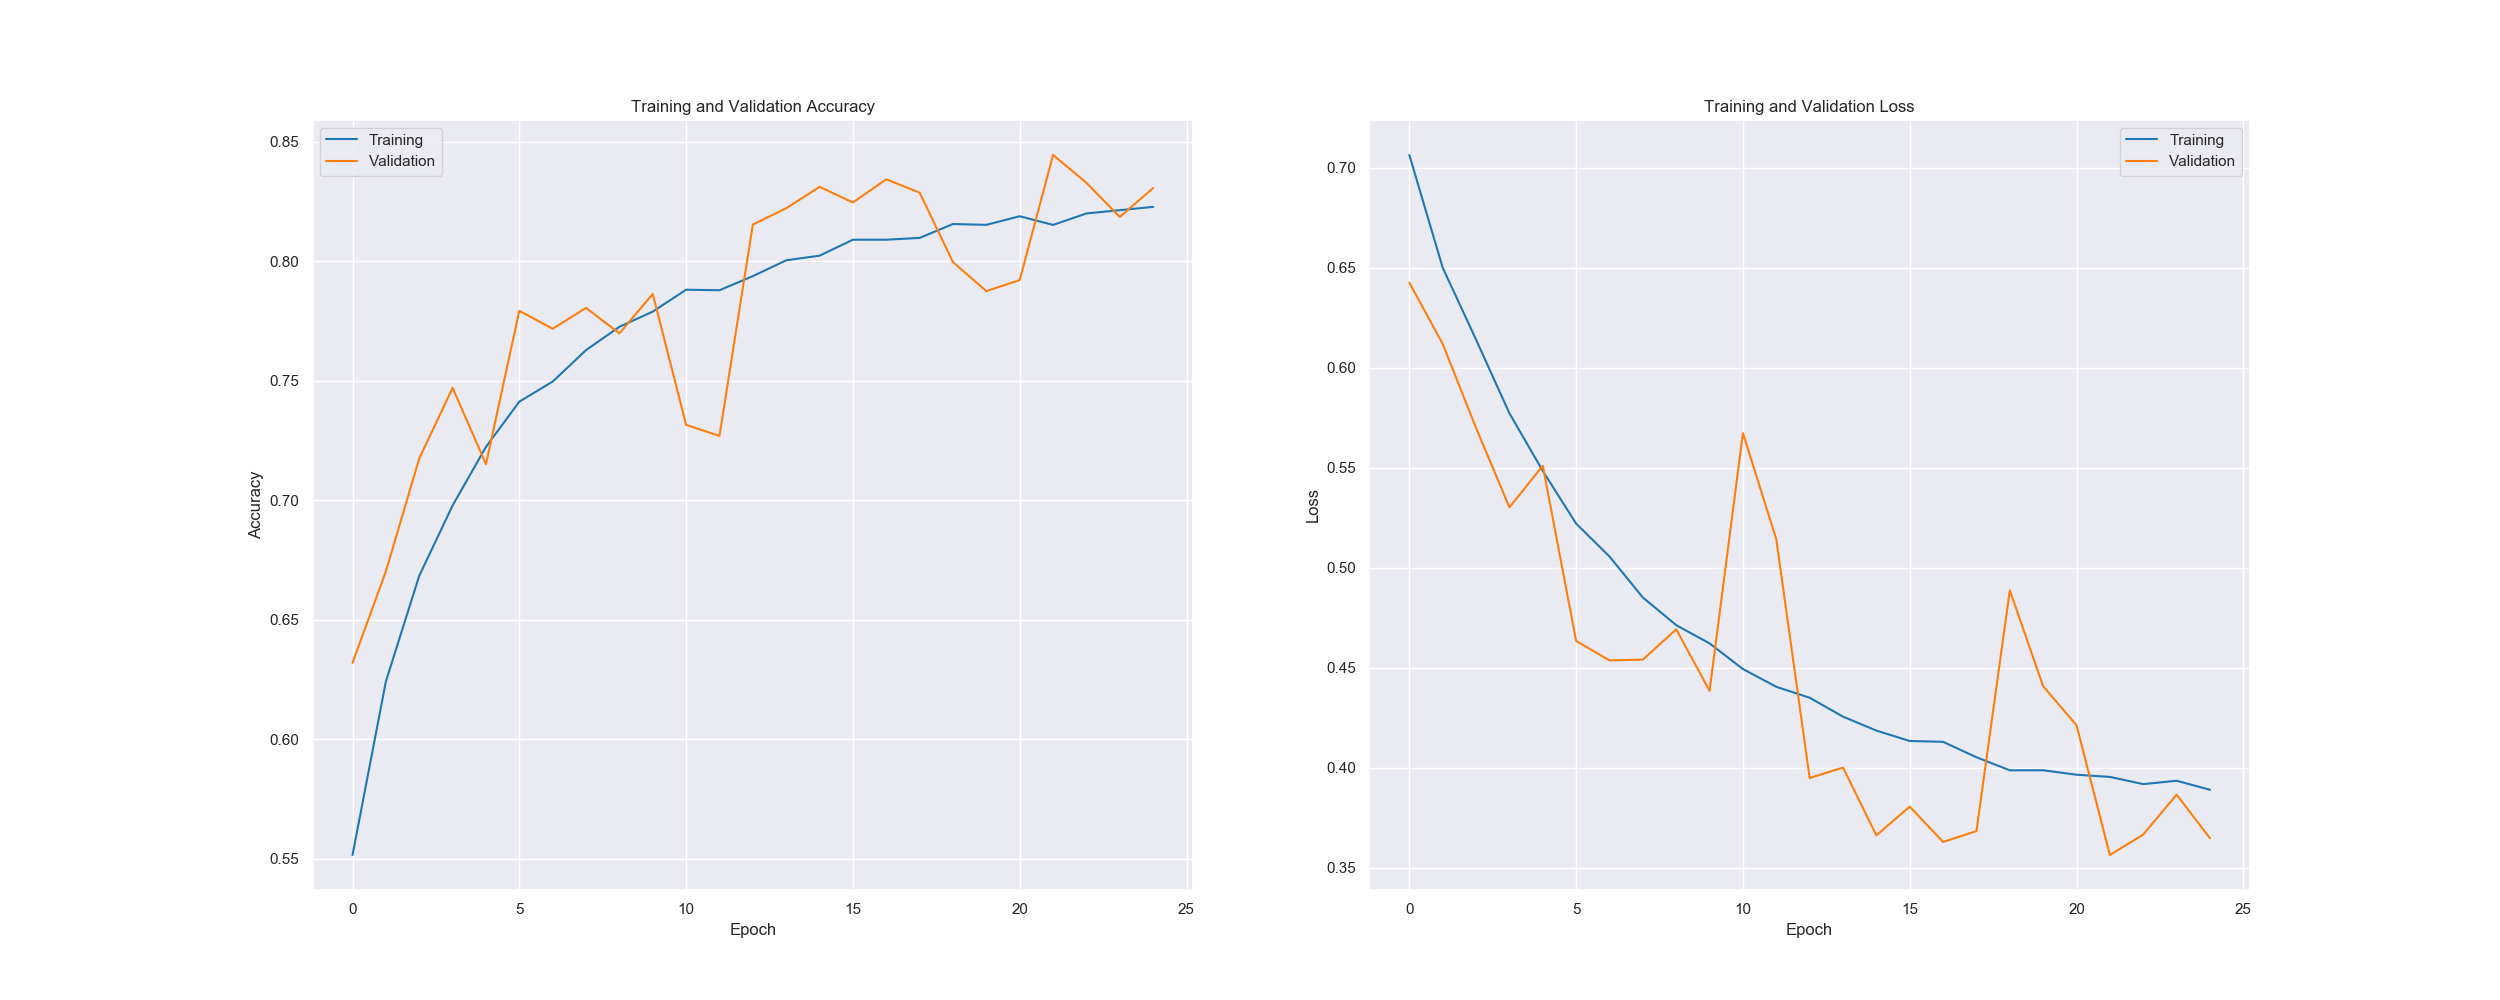 Training and Validation Accuracy
Training
Validation
0.85
0.80
0.75
0.70
0.65
0.60
0.55
Accuracy
0 5 10 15 20 25
Epoch
Training and Validation Loss
Training
Validation
0.70
0.65
0.60
0.55
0.50
0.45
0.40
0.35
Loss
0 5 10 15 20 25
Epoch